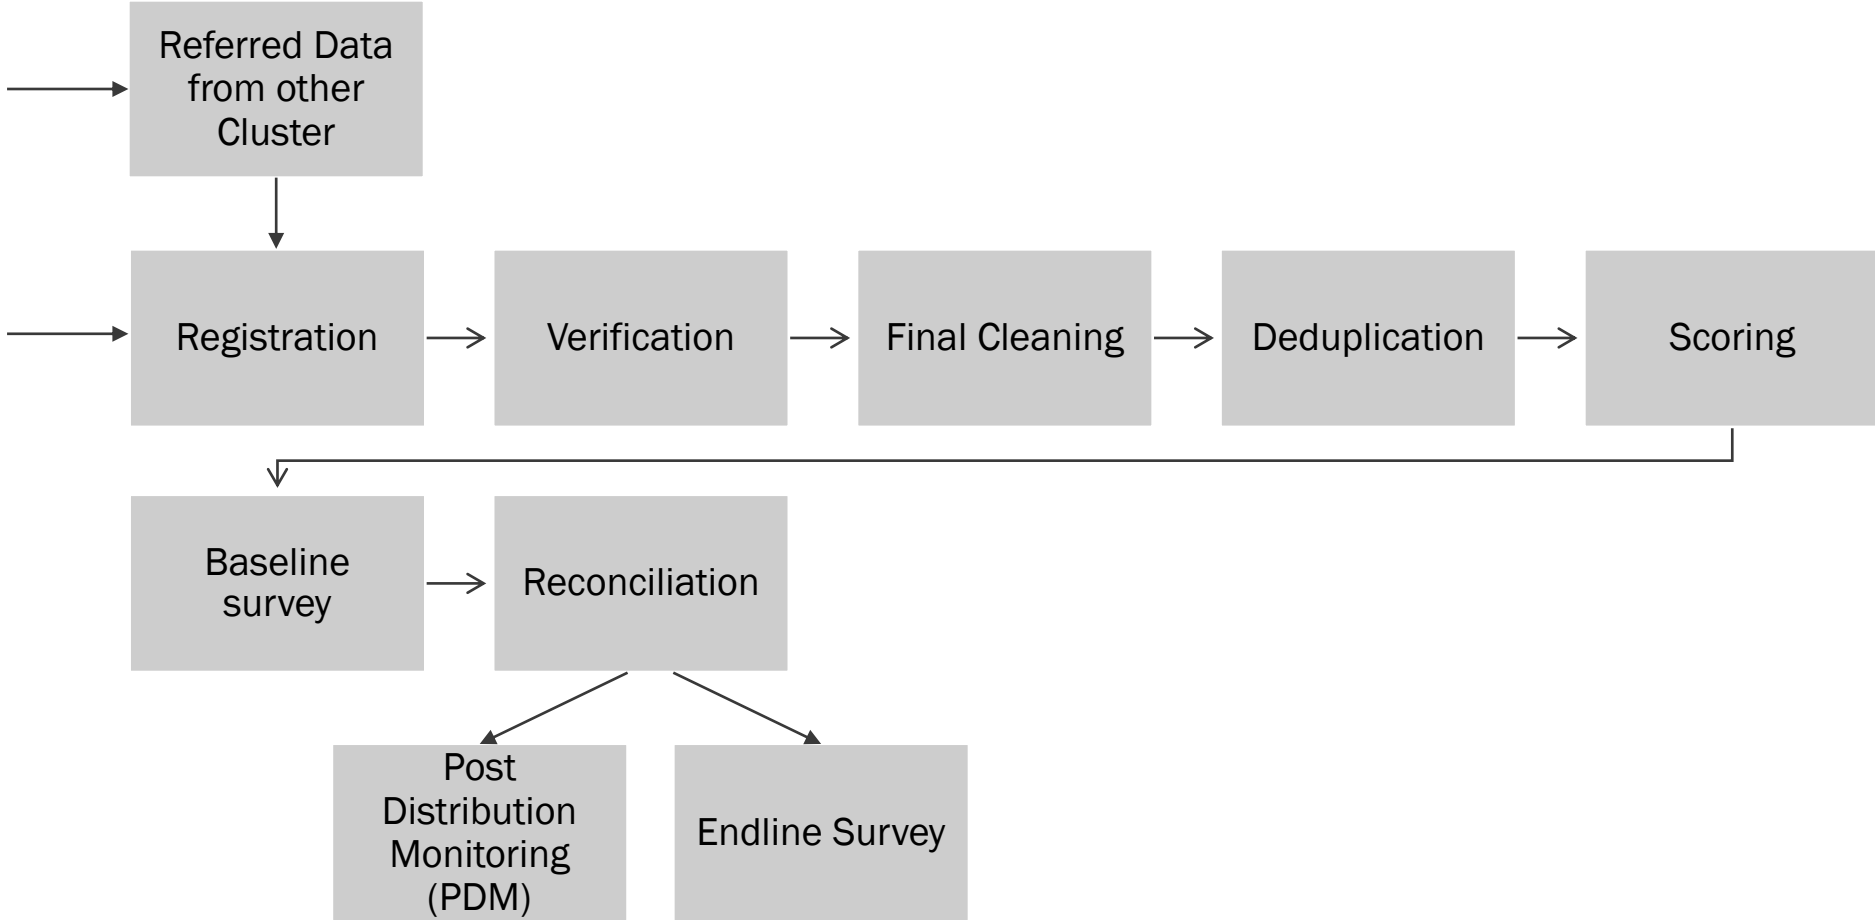 Referred Data
from other
Cluster
Registration
Verification
Final Cleaning
Deduplication
Scoring
Baseline
survey
Reconciliation
Post
Distribution
Monitoring
(PDM)
Endline Survey